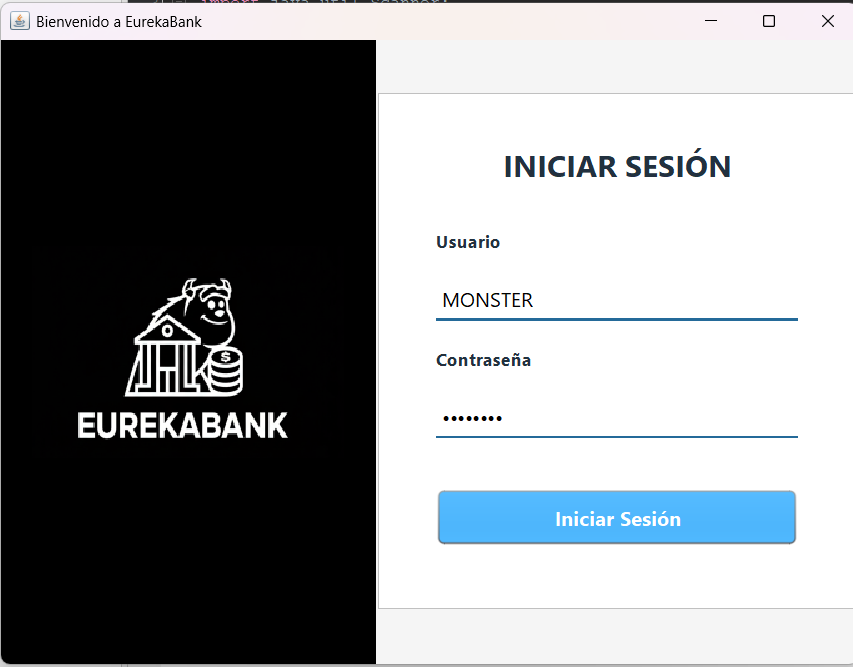 Bienvenido a EurekaBank
INICIAR SESIÓN
Usuario
MONSTER
Contraseña
••••••••
Iniciar Sesión
$
EUREKABANK